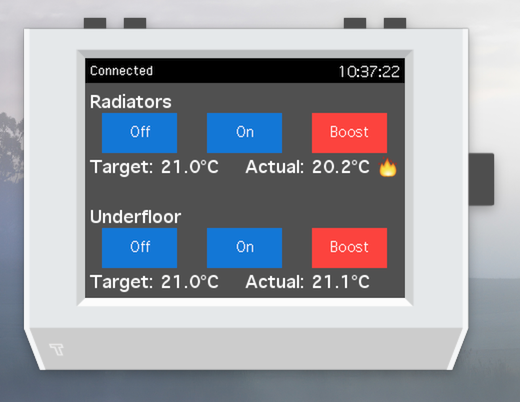 Connected 10:37:22
Radiators
Off On Boost
Target: 21.0°C Actual: 20.2°C
Underfloor
Off On Boost
Target: 21.0°C Actual: 21.1°C